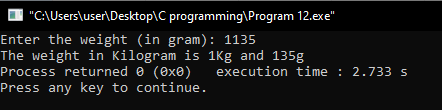 "C:\Users\user\Desktop\C programming\Program 12.exe"
Enter the weight (in gram): 1135
The weight in Kilogram is 1Kg and 135g
Process returned 0 (0x0)   execution time : 2.733 s
Press any key to continue.